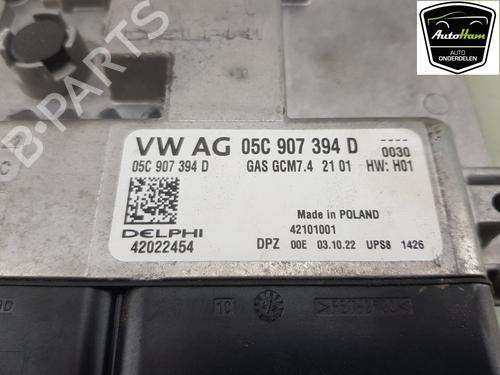 AutoHam
AUTO
ONDERDELEN
B-PARTS
VW AG 05C 907 394 D
0030
05C 907 394 D
GAS GCM7.4 21 01 HW: H01
Made in POLAND
DELPHI
42101001
42022454
DPZ 00E 03.10.22 UPS8 1426
1C